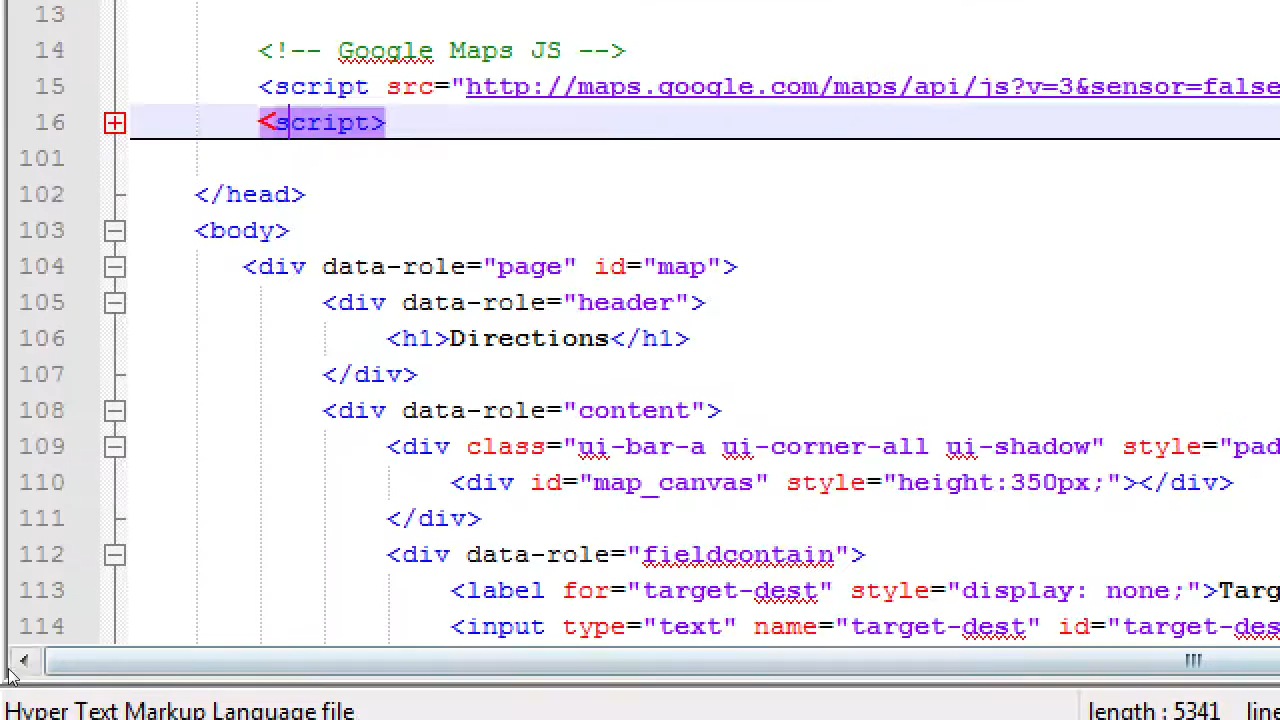 13
14 <!-- Google Maps JS -->
15 <script src="http://maps.google.com/maps/api/js?v=3&sensor=false
16 <script>
101
102 </head>
103 <body>
104 <div data-role="page" id="map">
105 <div data-role="header">
106 <h1>Directions</h1>
107 </div>
108 <div data-role="content">
109 <div class="ui-bar-a ui-corner-all ui-shadow" style="pad
110 <div id="map_canvas" style="height:350px;"></div>
111 </div>
112 <div data-role="fieldcontain">
113 <label for="target-dest" style="display: none;">Targ
114 <input type="text" name="target-dest" id="target-des
Hyper Text Markup Language file length : 5341 line